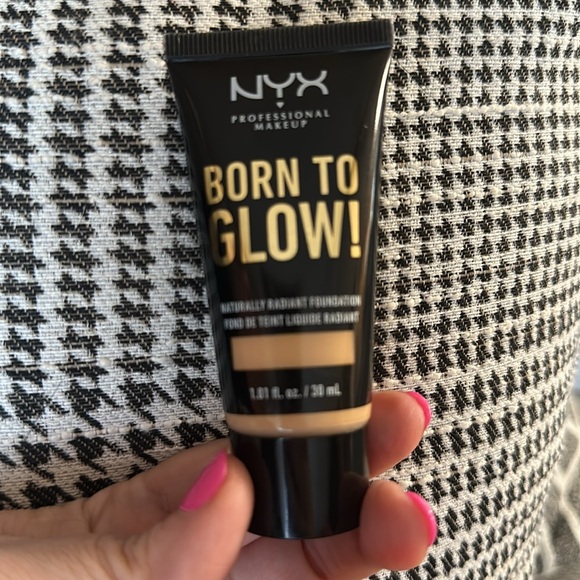 NYX
PROFESSIONAL
MAKEUP
BORN TO
GLOW!
NATURALLY RADIANT FOUNDATION
FOND DE TEINT LIQUIDE RADIANT
1.01 fl. oz. / 30 mL